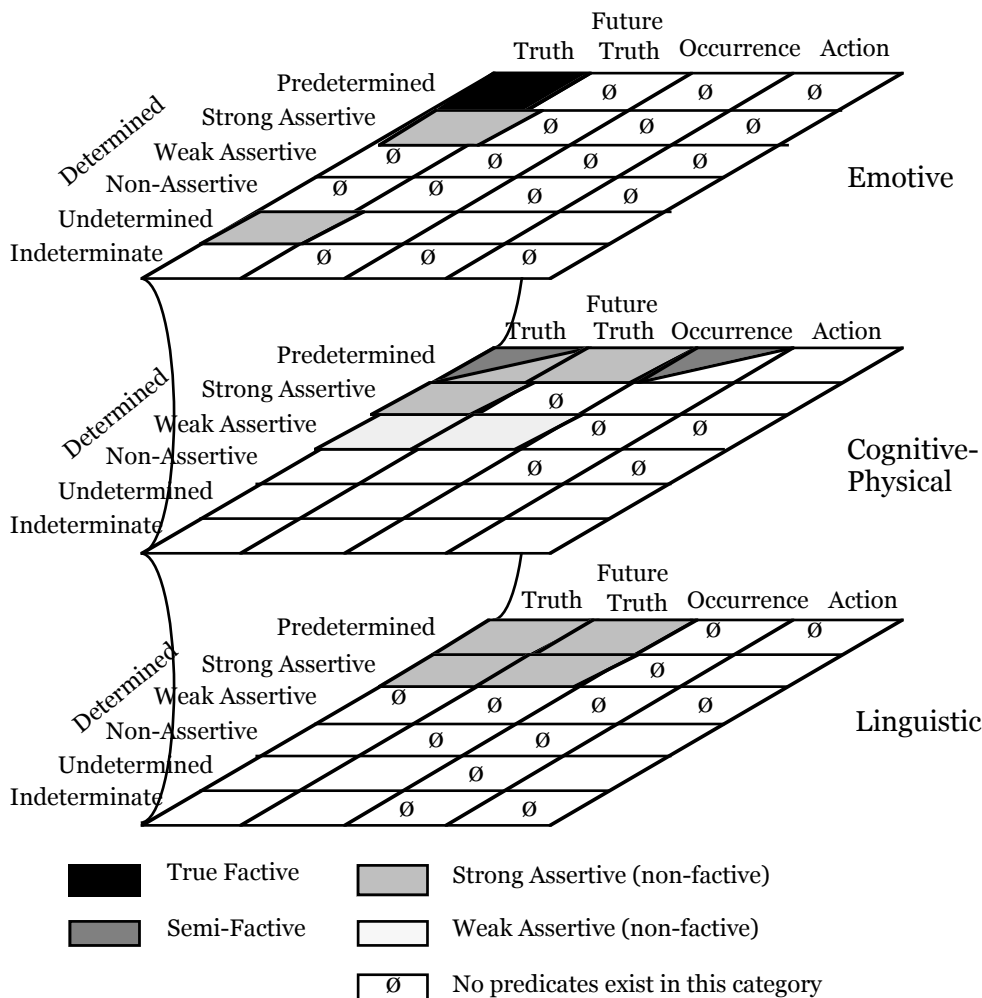 Future
Truth Truth Occurrence Action
Predetermined
Ø Ø Ø
Strong Assertive
Ø Ø Ø
Determined
Weak Assertive
Ø Ø Ø Ø
Non-Assertive
Ø Ø Ø Ø
Emotive
Undetermined
Indeterminate
Ø Ø Ø
Future
Truth Truth Occurrence Action
Predetermined
Strong Assertive
Ø
Determined
Weak Assertive
Ø Ø
Non-Assertive
Ø Ø
Cognitive-
Physical
Undetermined
Indeterminate
Future
Truth Truth Occurrence Action
Predetermined
Ø Ø
Strong Assertive
Ø
Determined
Weak Assertive
Ø Ø Ø Ø
Non-Assertive
Ø Ø
Linguistic
Undetermined
Ø
Indeterminate
Ø Ø
True Factive
Strong Assertive (non-factive)
Semi-Factive
Weak Assertive (non-factive)
Ø No predicates exist in this category